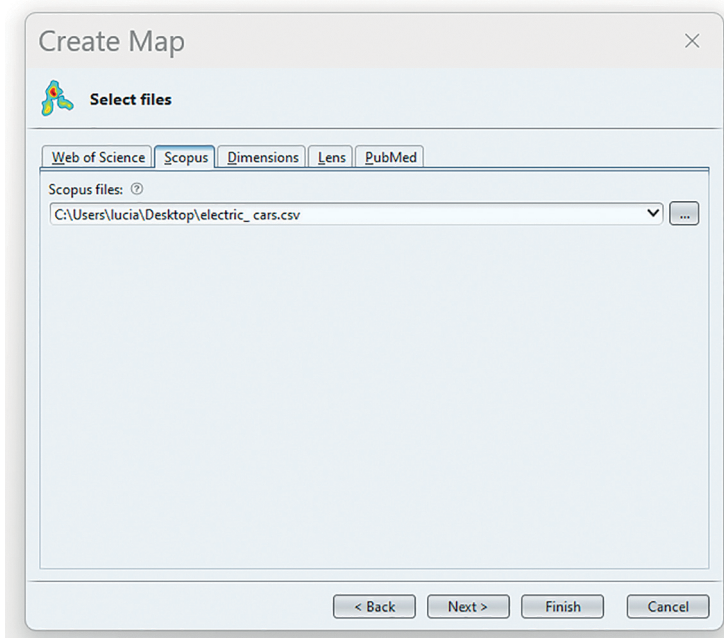 Create Map
Select files
Web of Science Scopus Dimensions Lens PubMed
Scopus files: ?
C:\Users\lucia\Desktop\electric_ cars.csv ...
< Back Next > Finish Cancel